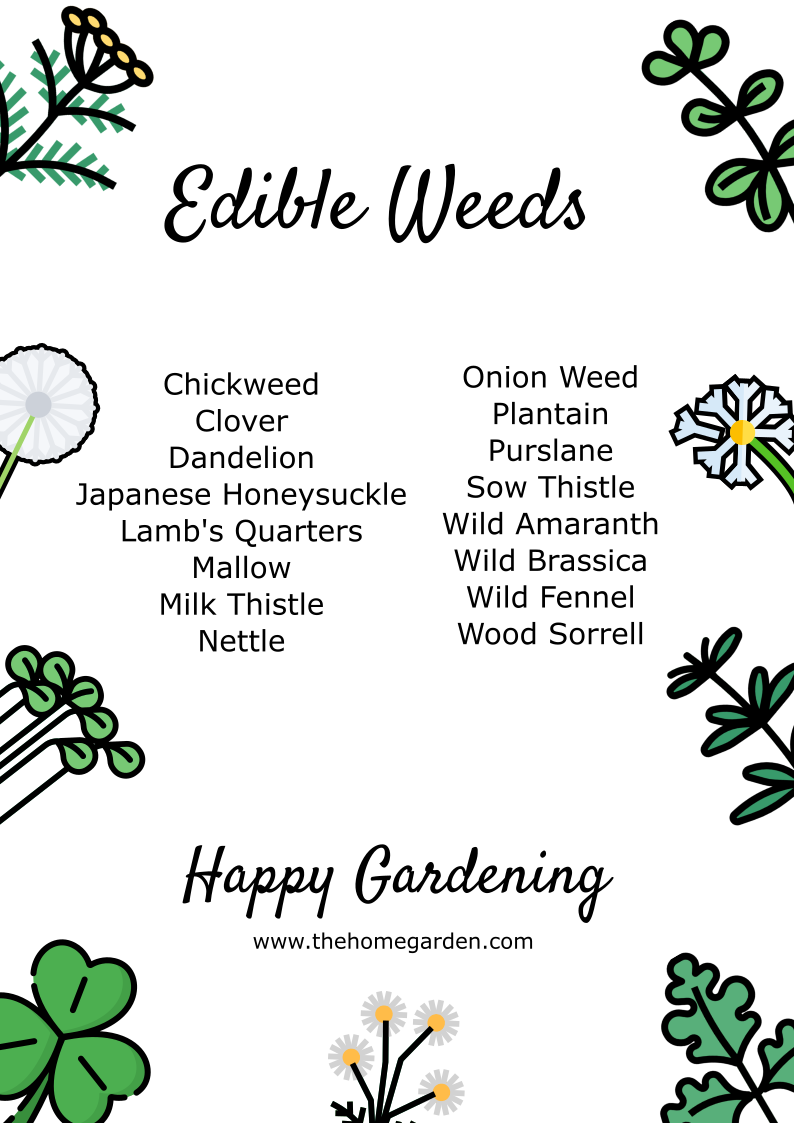 Edible Weeds
Chickweed
Clover
Dandelion
Japanese Honeysuckle
Lamb's Quarters
Mallow
Milk Thistle
Nettle
Onion Weed
Plantain
Purslane
Sow Thistle
Wild Amaranth
Wild Brassica
Wild Fennel
Wood Sorrell
Happy Gardening
www.thehomegarden.com